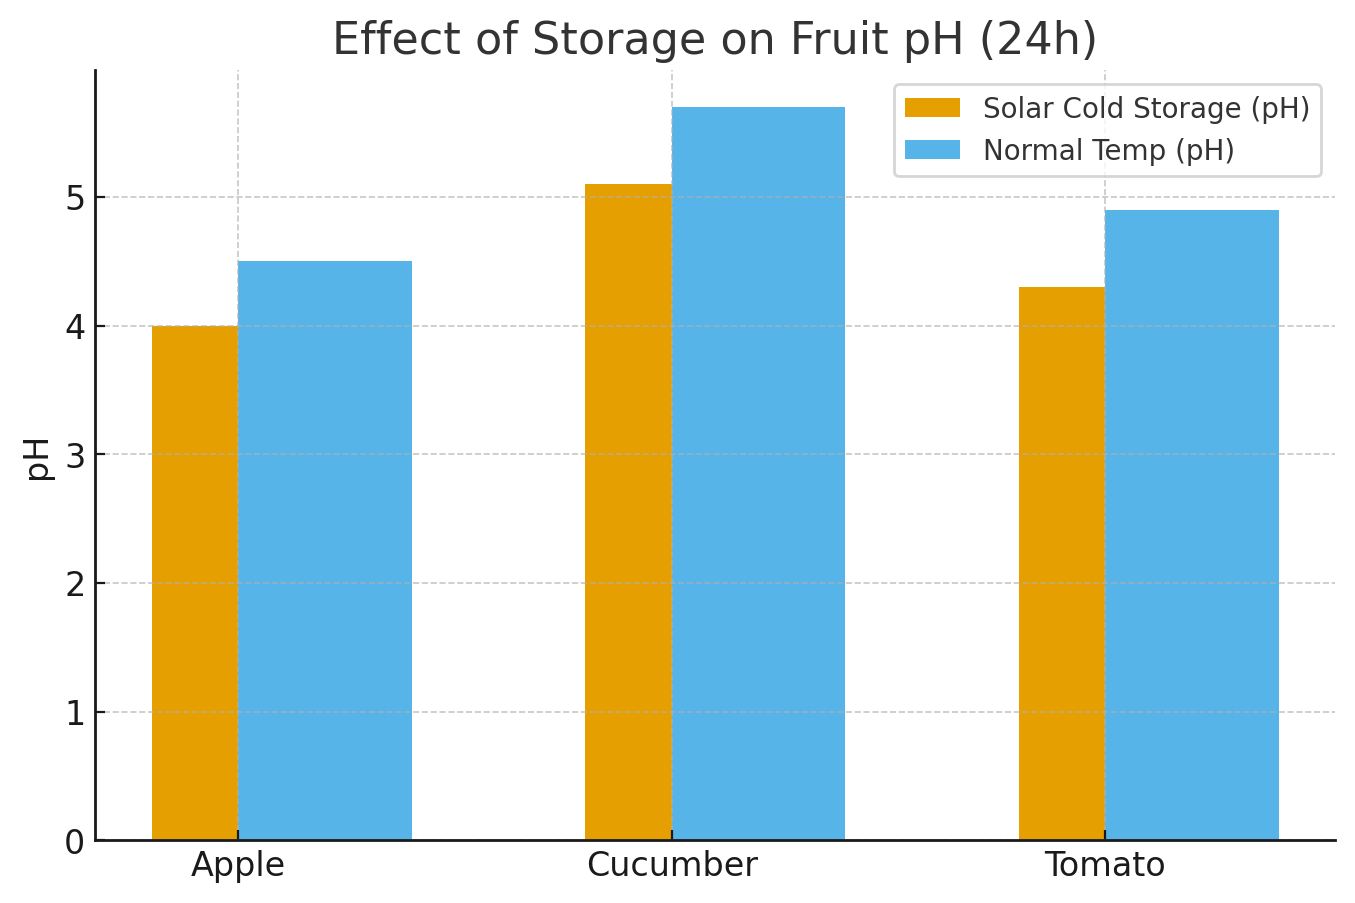 Effect of Storage on Fruit pH (24h)
Solar Cold Storage (pH)
Normal Temp (pH)
pH
5
4
3
2
1
0
Apple Cucumber Tomato